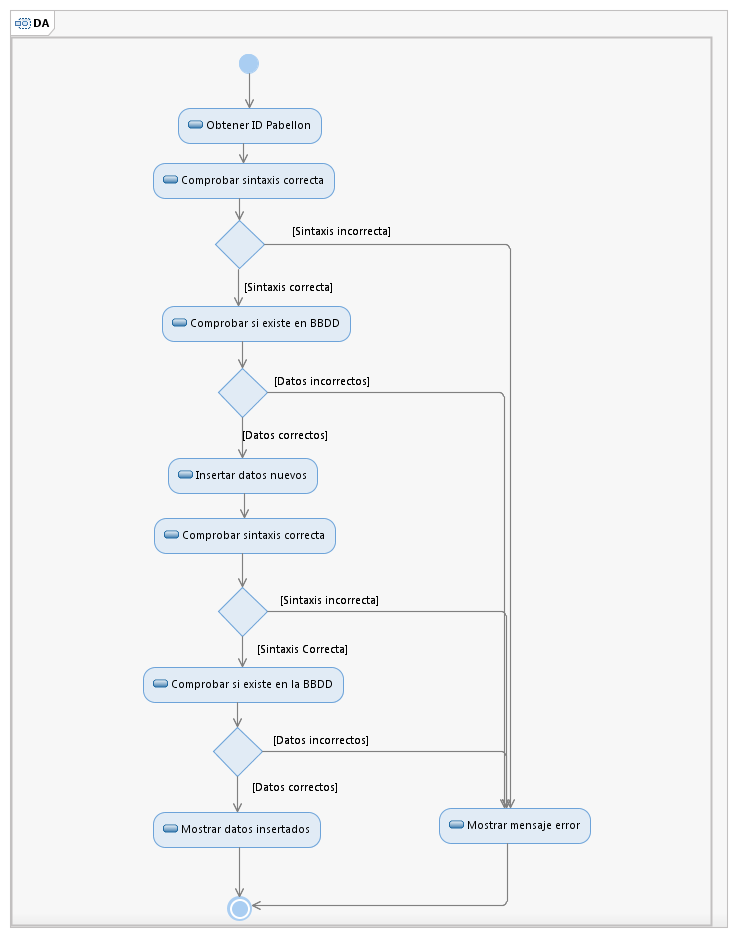 DA
Obtener ID Pabellon
Comprobar sintaxis correcta
[Sintaxis incorrecta]
[Sintaxis correcta]
Comprobar si existe en BBDD
[Datos incorrectos]
[Datos correctos]
Insertar datos nuevos
Comprobar sintaxis correcta
[Sintaxis incorrecta]
[Sintaxis Correcta]
Comprobar si existe en la BBDD
[Datos incorrectos]
[Datos correctos]
Mostrar datos insertados
Mostrar mensaje error